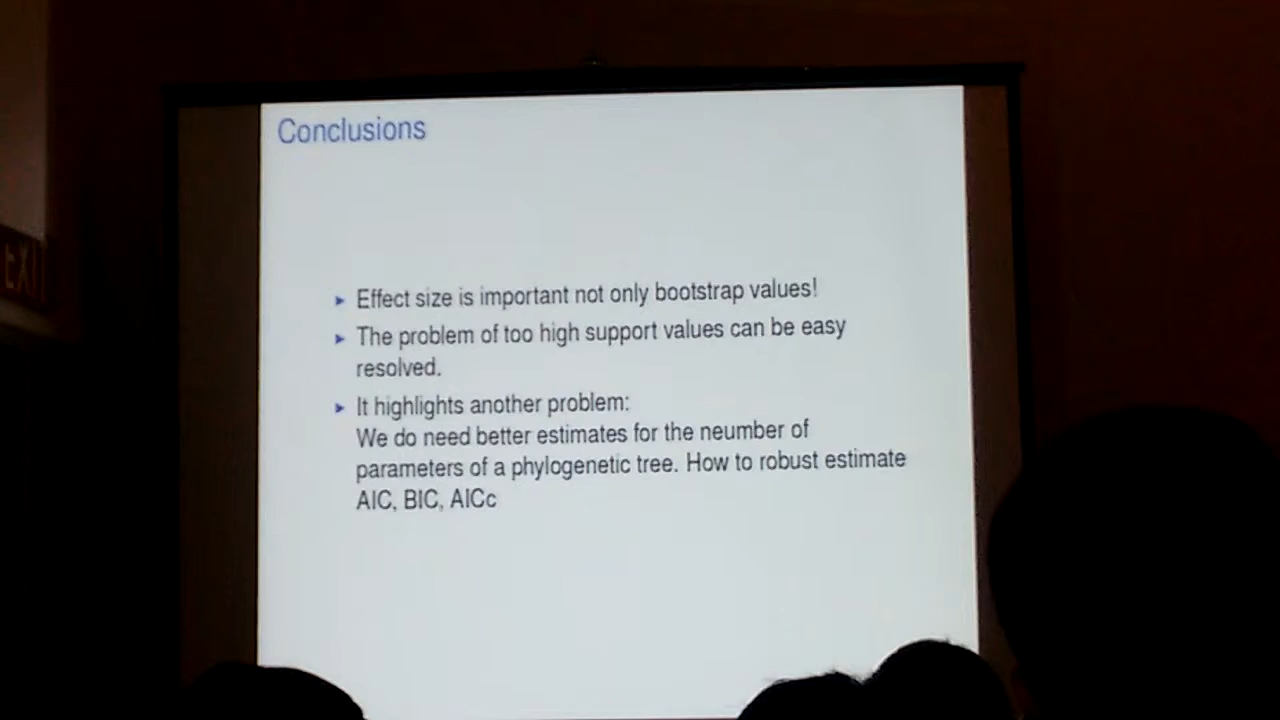 Conclusions
EXIT
► Effect size is important not only bootstrap values!
► The problem of too high support values can be easy
resolved.
► It highlights another problem:
We do need better estimates for the neumber of
parameters of a phylogenetic tree. How to robust estimate
AIC, BIC, AICc